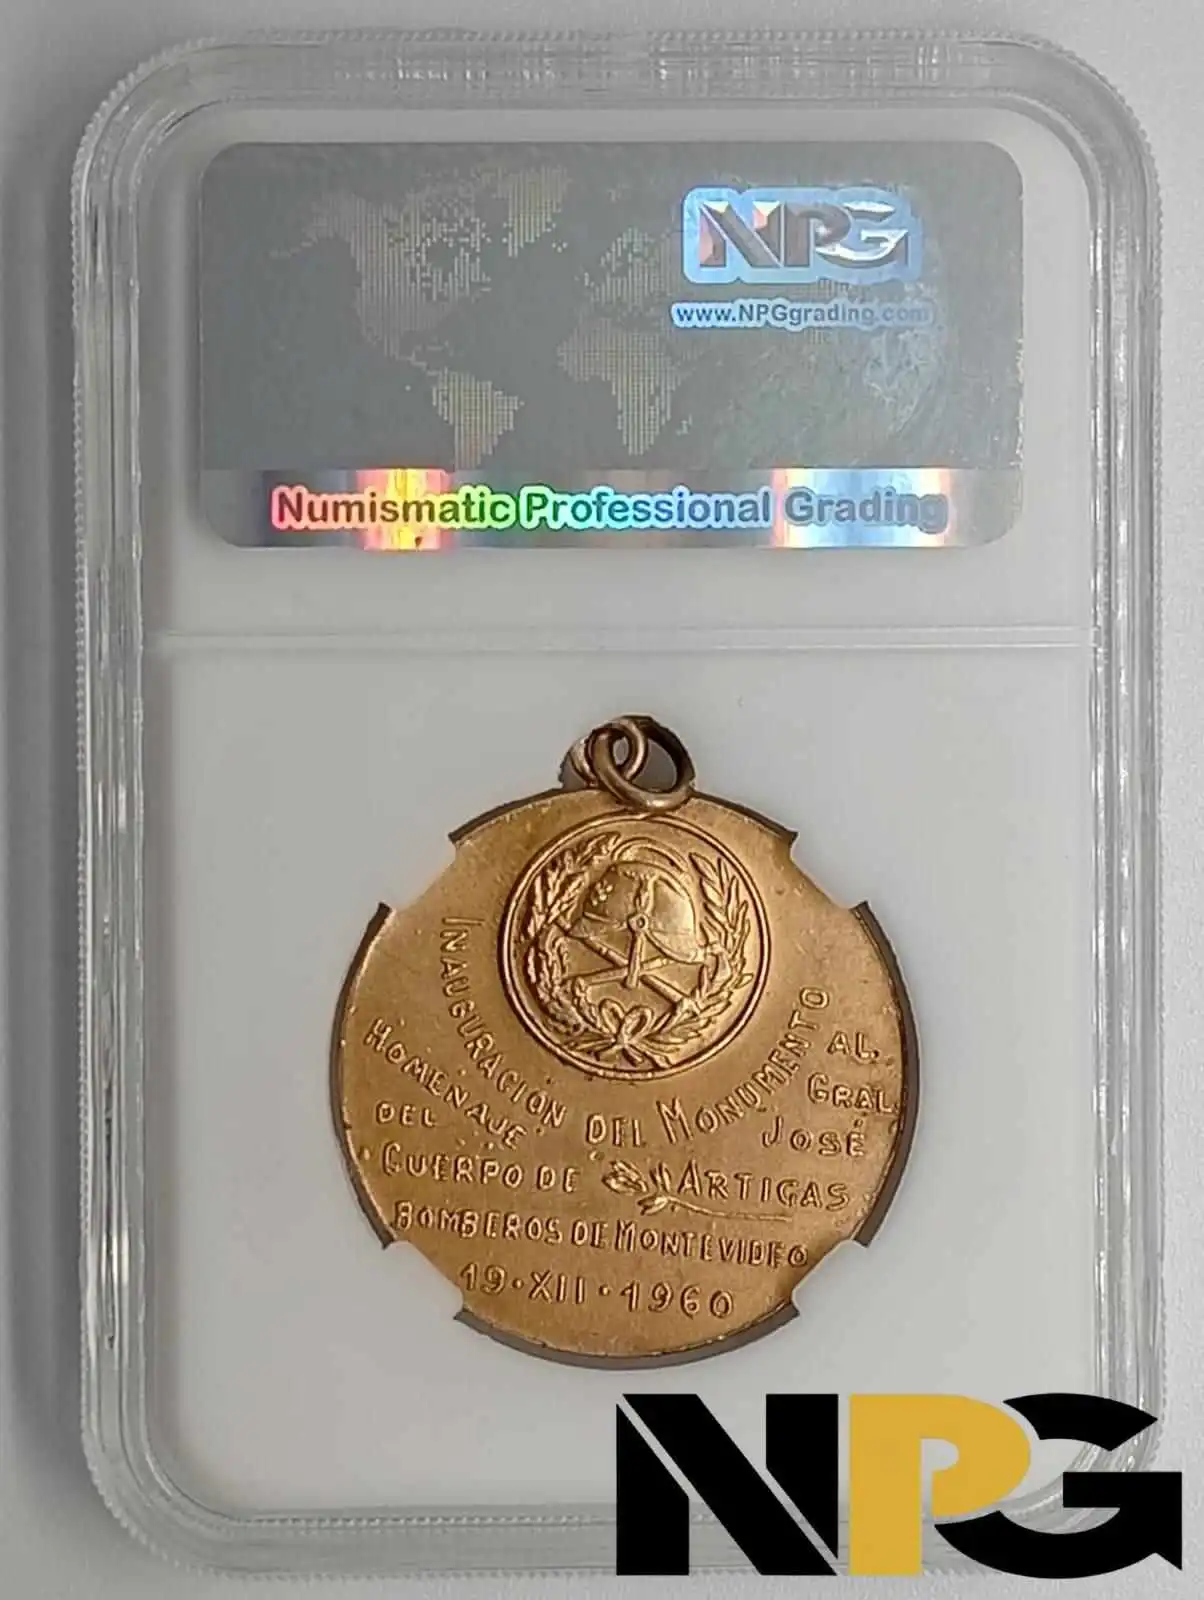 NPG
www.NPGgrading.com
Numismatic Professional Grading
INAUGURACIÓN DEL MONUMENTO
AL
GRAL.
JOSÉ
ARTIGAS
HOMENAJE
DEL
CUERPO DE
BOMBEROS DE MONTEVIDEO
19·XII·1960
NPG